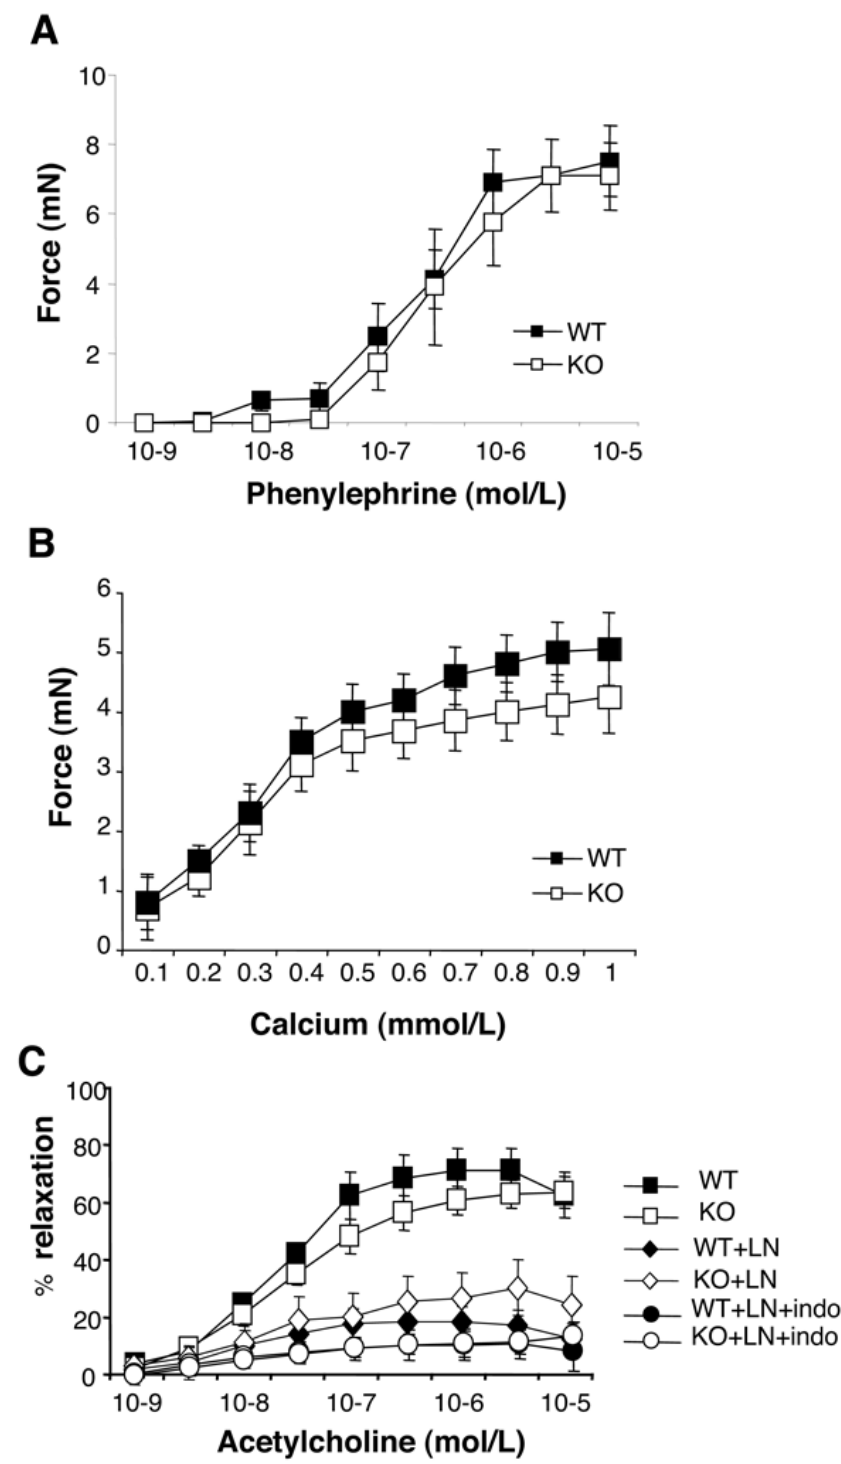 A
10
8
6
4
2
0
Force (mN)
WT
KO
10-9 10-8 10-7 10-6 10-5
Phenylephrine (mol/L)
B
6
5
4
3
2
1
0
Force (mN)
WT
KO
0.1 0.2 0.3 0.4 0.5 0.6 0.7 0.8 0.9 1
Calcium (mmol/L)
C
100
80
60
40
20
0
% relaxation
WT
KO
WT+LN
KO+LN
WT+LN+indo
KO+LN+indo
10-9 10-8 10-7 10-6 10-5
Acetylcholine (mol/L)